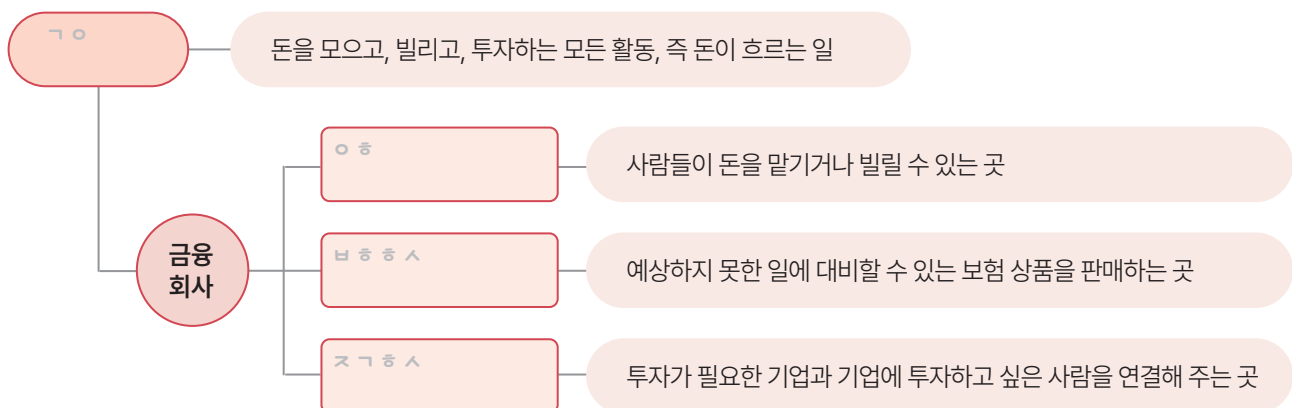 ㄱㅇ
돈을 모으고, 빌리고, 투자하는 모든 활동, 즉 돈이 흐르는 일
ㅇㅎ
사람들이 돈을 맡기거나 빌릴 수 있는 곳
금융
회사
ㅂㅎㅎㅅ
예상하지 못한 일에 대비할 수 있는 보험 상품을 판매하는 곳
ㅈㄱㅎㅅ
투자가 필요한 기업과 기업에 투자하고 싶은 사람을 연결해 주는 곳